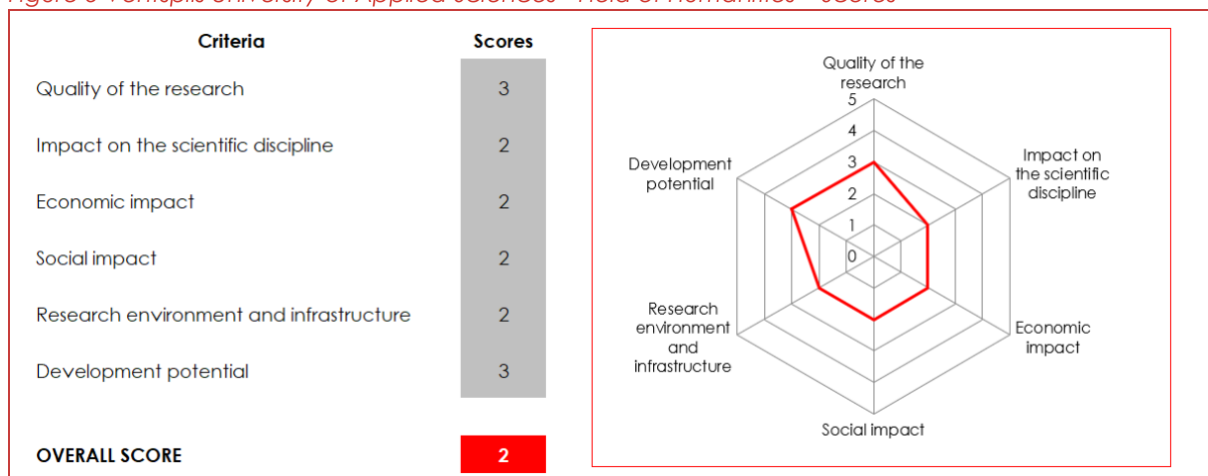 Criteria Scores
Quality of the research 3
Impact on the scientific discipline 2
Economic impact 2
Social impact 2
Research environment and infrastructure 2
Development potential 3
OVERALL SCORE 2
Quality of the
research
5
4
3
2
1
0
Impact on
the scientific
discipline
Economic
impact
Social impact
Research
environment
and
infrastructure
Development
potential